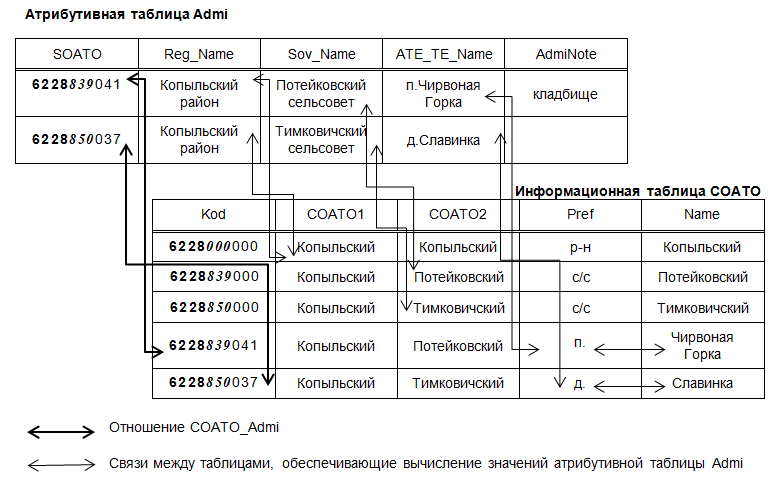 Атрибутивная таблица Admi
SOATO Reg_Name Sov_Name ATE_TE_Name AdmiNote
6228839041 Копыльский район Потейковский сельсовет п.Чирвоная Горка кладбище
6228850037 Копыльский район Тимковичский сельсовет д.Славинка
Информационная таблица СОАТО
Kod СОАТО1 СОАТО2 Pref Name
6228000000 Копыльский Копыльский р-н Копыльский
6228839000 Копыльский Потейковский с/с Потейковский
6228850000 Копыльский Тимковичский с/с Тимковичский
6228839041 Копыльский Потейковский п. Чирвоная Горка
6228850037 Копыльский Тимковичский д. Славинка
Отношение СОАТО_Admi
Связи между таблицами, обеспечивающие вычисление значений атрибутивной таблицы Admi